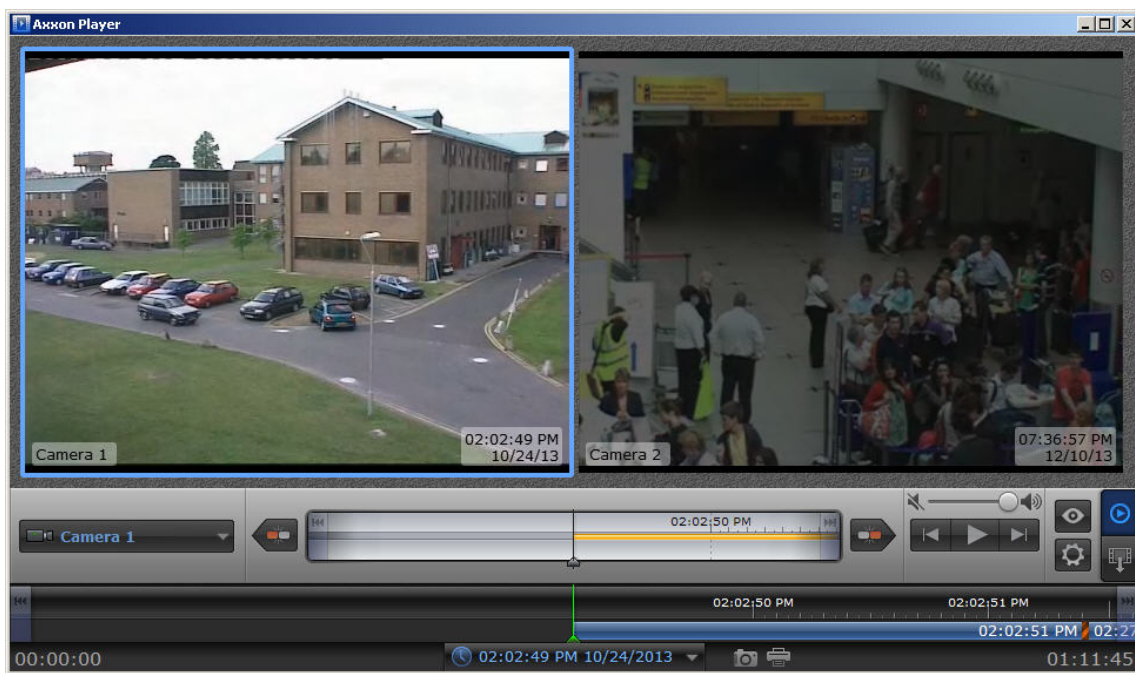 Axxon Player
Camera 1
02:02:49 PM
10/24/13
Camera 2
07:36:57 PM
12/10/13
Camera 1
02:02:50 PM
02:02:50 PM
02:02:51 PM
02:02:51 PM
02:27
00:00:00
02:02:49 PM 10/24/2013
01:11:45